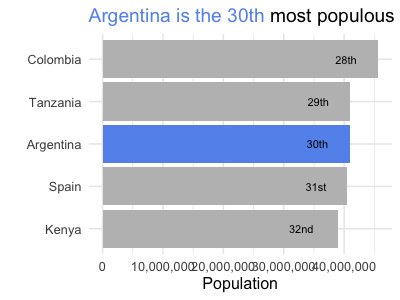 Argentina is the 30th most populous
Colombia 28th
Tanzania 29th
Argentina 30th
Spain 31st
Kenya 32nd
0 10,000,000 20,000,000 30,000,000 40,000,000
Population